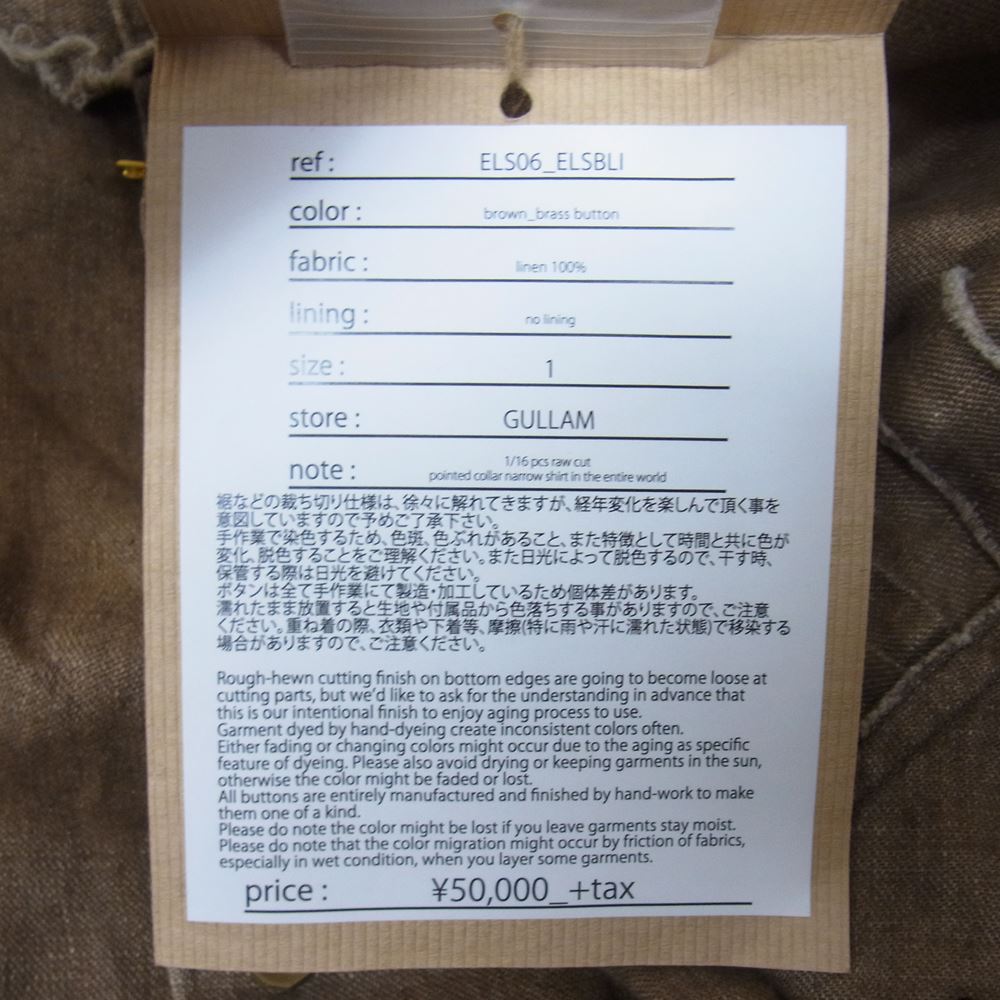 ref : ELS06_ELSBLI
color : brown_brass button
fabric : linen 100%
lining : no lining
size : 1
store : GULLAM
note : 1/16 pcs raw cut
pointed collar narrow shirt in the entire world
裾などの裁ち切り仕様は、徐々に解れてきますが、経年変化を楽しんで頂く事を
意図していますので予めご了承下さい。
手作業で染色するため、色斑、色ぶれがあること、また特徴として時間と共に色が
変化、脱色することをご理解ください。また日光によって脱色するので、干す時、
保管する際は日光を避けてください。
ボタンは全て手作業にて製造・加工しているため個体差があります。
濡れたまま放置すると生地や付属品から色落ちする事がありますので、ご注意
ください。重ね着の際、衣類や下着等、摩擦(特に雨や汗に濡れた状態)で移染する
場合がありますので、ご注意ください。
Rough-hewn cutting finish on bottom edges are going to become loose at
cutting parts, but we'd like to ask for the understanding in advance that
this is our intentional finish to enjoy aging process to use.
Garment dyed by hand-dyeing create inconsistent colors often.
Either fading or changing colors might occur due to the aging as specific
feature of dyeing. Please also avoid drying or keeping garments in the sun,
otherwise the color might be faded or lost.
All buttons are entirely manufactured and finished by hand-work to make
them one of a kind.
Please do note the color might be lost if you leave garments stay moist.
Please do note that the color migration might occur by friction of fabrics,
especially in wet condition, when you layer some garments.
price : ¥50,000_+tax